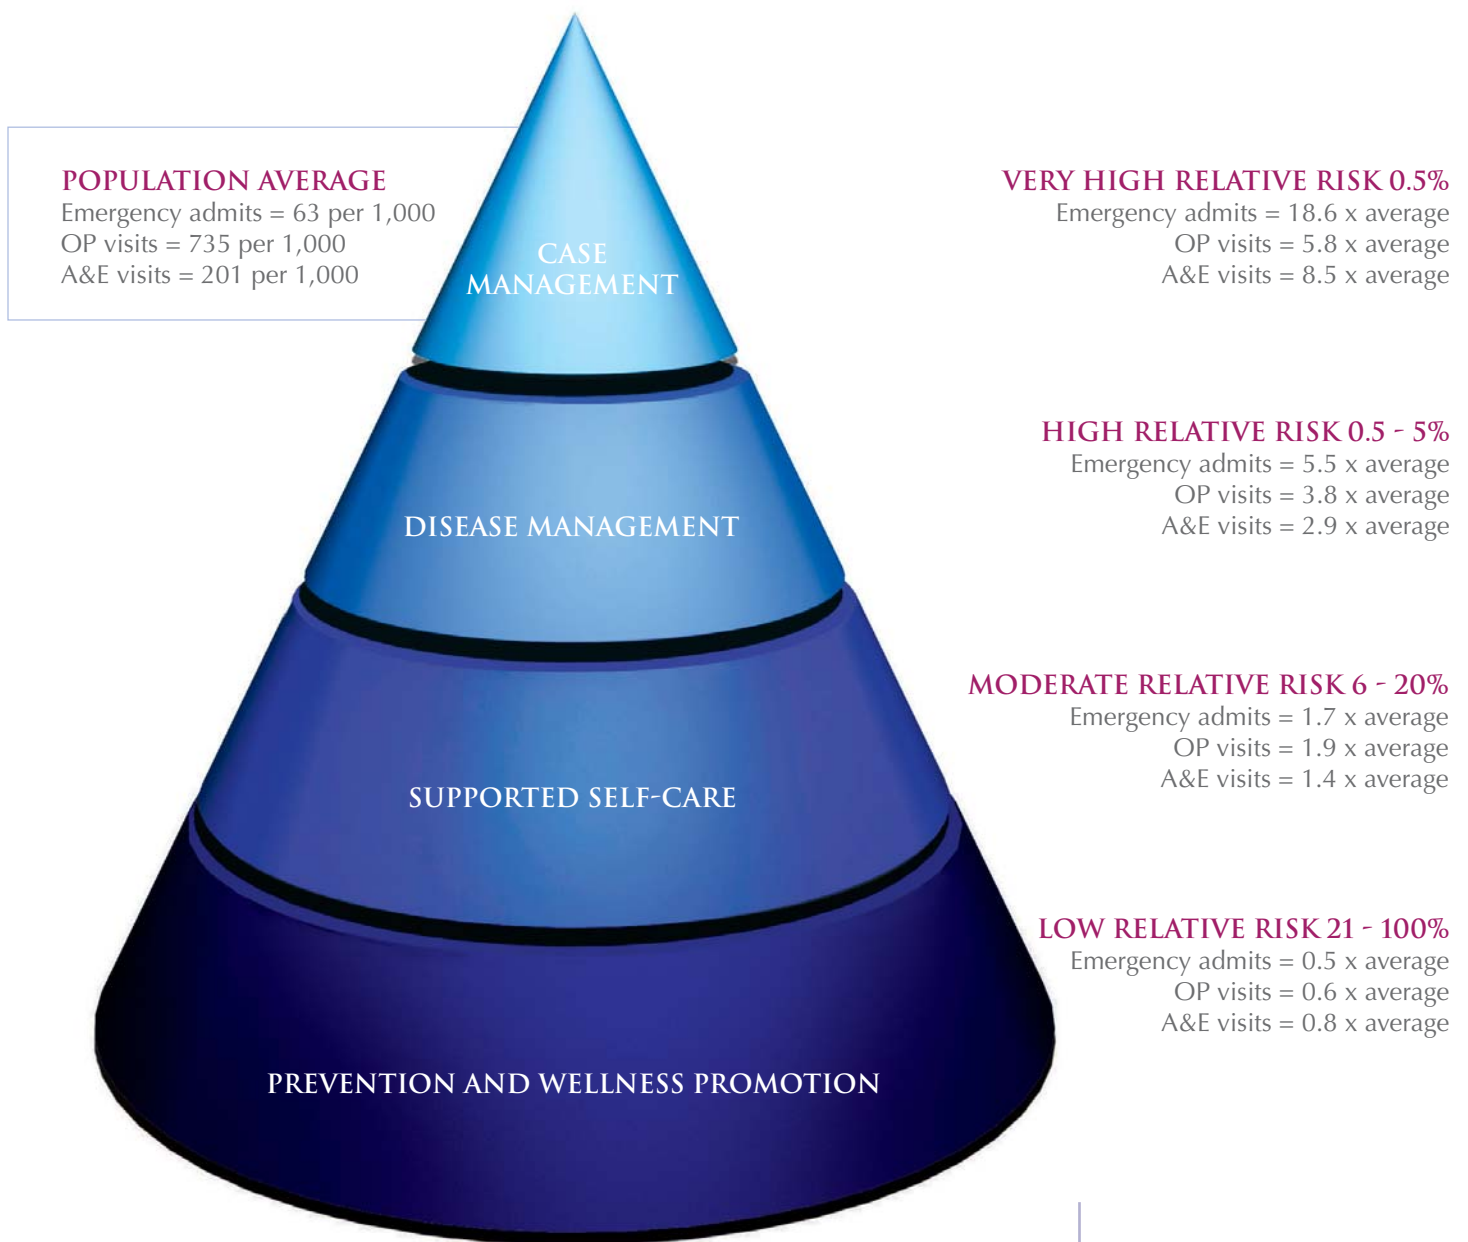 POPULATION AVERAGE
Emergency admits = 63 per 1,000
OP visits = 735 per 1,000
A&E visits = 201 per 1,000
CASE
MANAGEMENT
VERY HIGH RELATIVE RISK 0.5%
Emergency admits = 18.6 x average
OP visits = 5.8 x average
A&E visits = 8.5 x average
DISEASE MANAGEMENT
HIGH RELATIVE RISK 0.5 - 5%
Emergency admits = 5.5 x average
OP visits = 3.8 x average
A&E visits = 2.9 x average
SUPPORTED SELF-CARE
MODERATE RELATIVE RISK 6 - 20%
Emergency admits = 1.7 x average
OP visits = 1.9 x average
A&E visits = 1.4 x average
PREVENTION AND WELLNESS PROMOTION
LOW RELATIVE RISK 21 - 100%
Emergency admits = 0.5 x average
OP visits = 0.6 x average
A&E visits = 0.8 x average